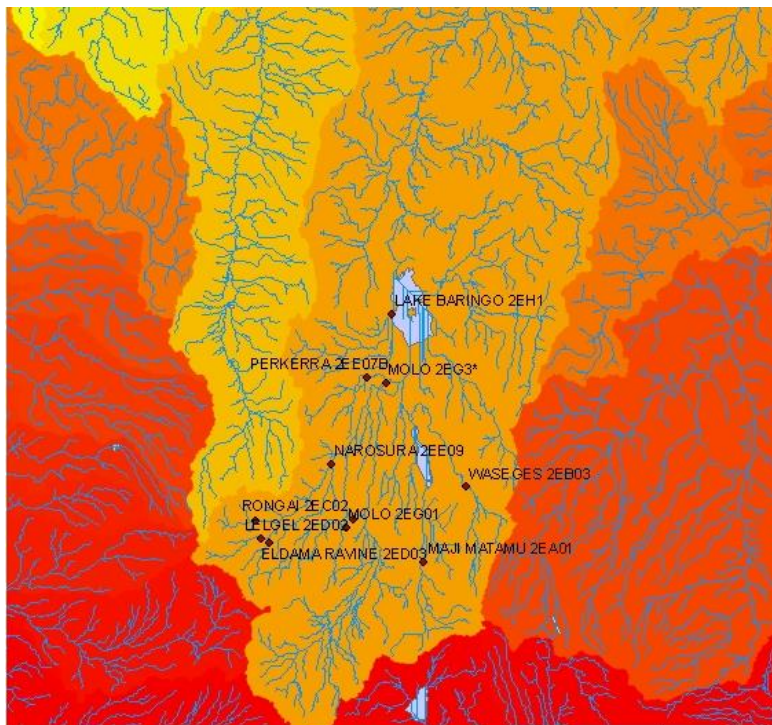 LAKE BARINGO 2EH1
PERKERRA 2EE07B
MOLO 2EG3*
NAROSURA 2EE09
WASEGES 2EB03
RONGAI 2EC02
MOLO 2EG01
LELGEL 2ED02
ELDAMA RAVINE 2ED03
MAJI MATAMU 2EA01